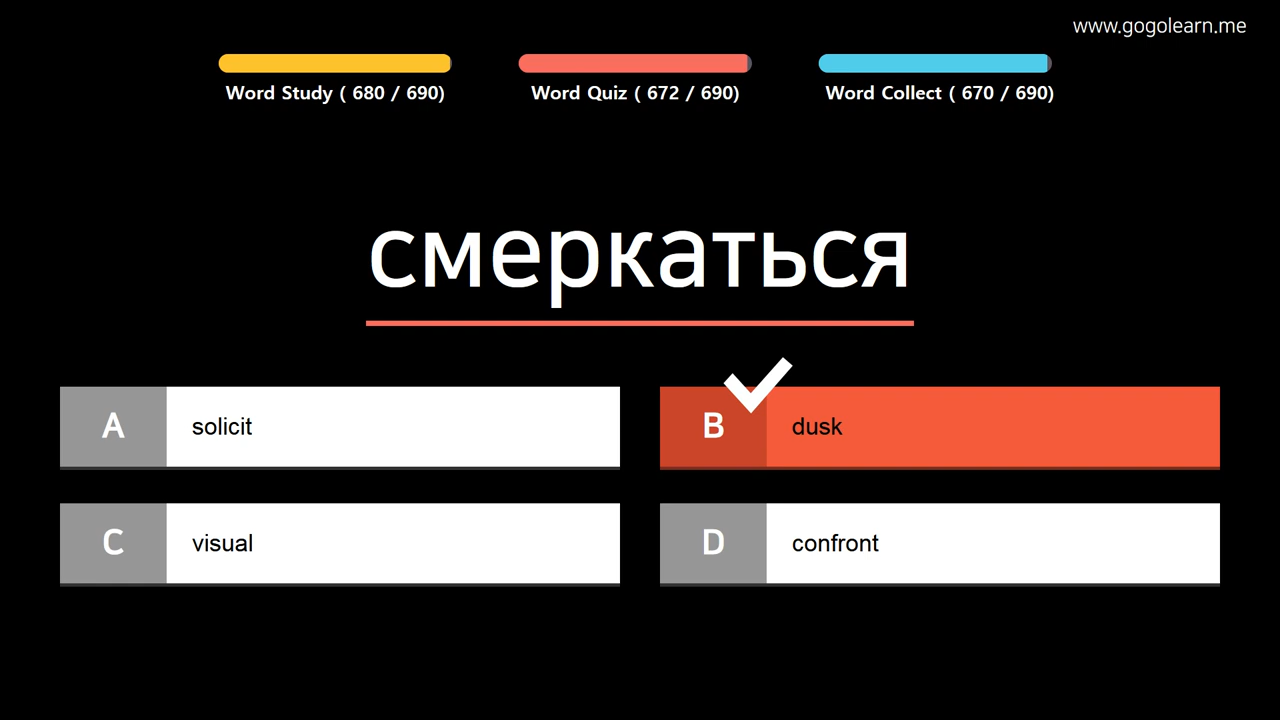 www.gogolearn.me
Word Study ( 680 / 690)
Word Quiz ( 672 / 690)
Word Collect ( 670 / 690)
смеркаться
A solicit
B dusk
C visual
D confront